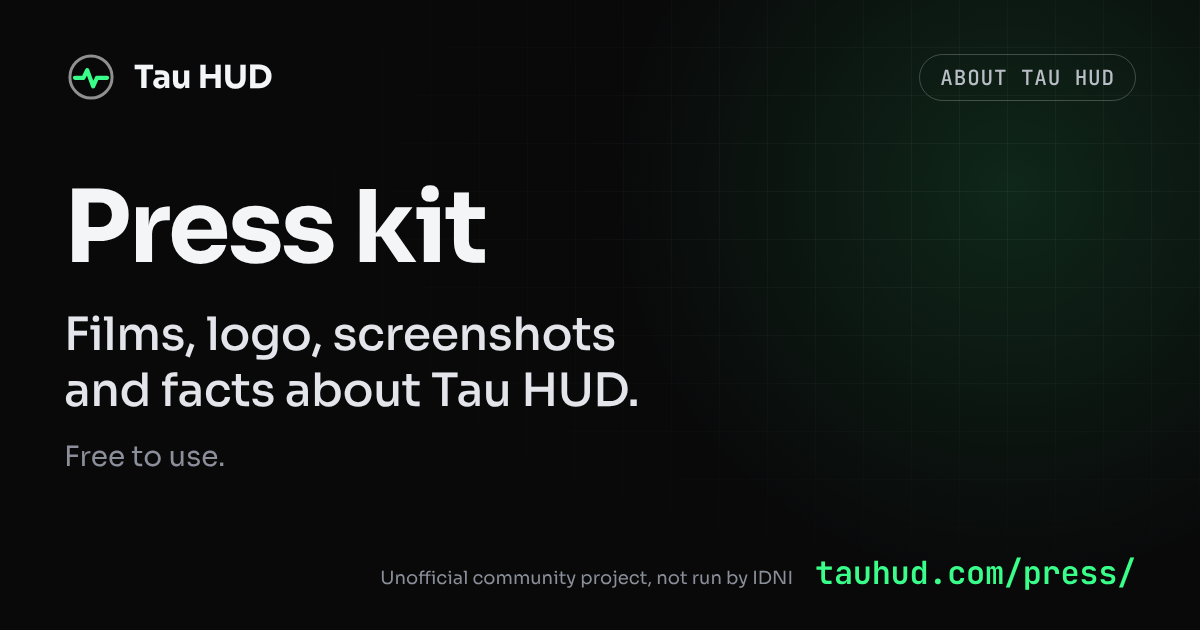 Tau HUD
ABOUT TAU HUD
Press kit
Films, logo, screenshots
and facts about Tau HUD.
Free to use.
Unofficial community project, not run by IDNI
tauhud.com/press/